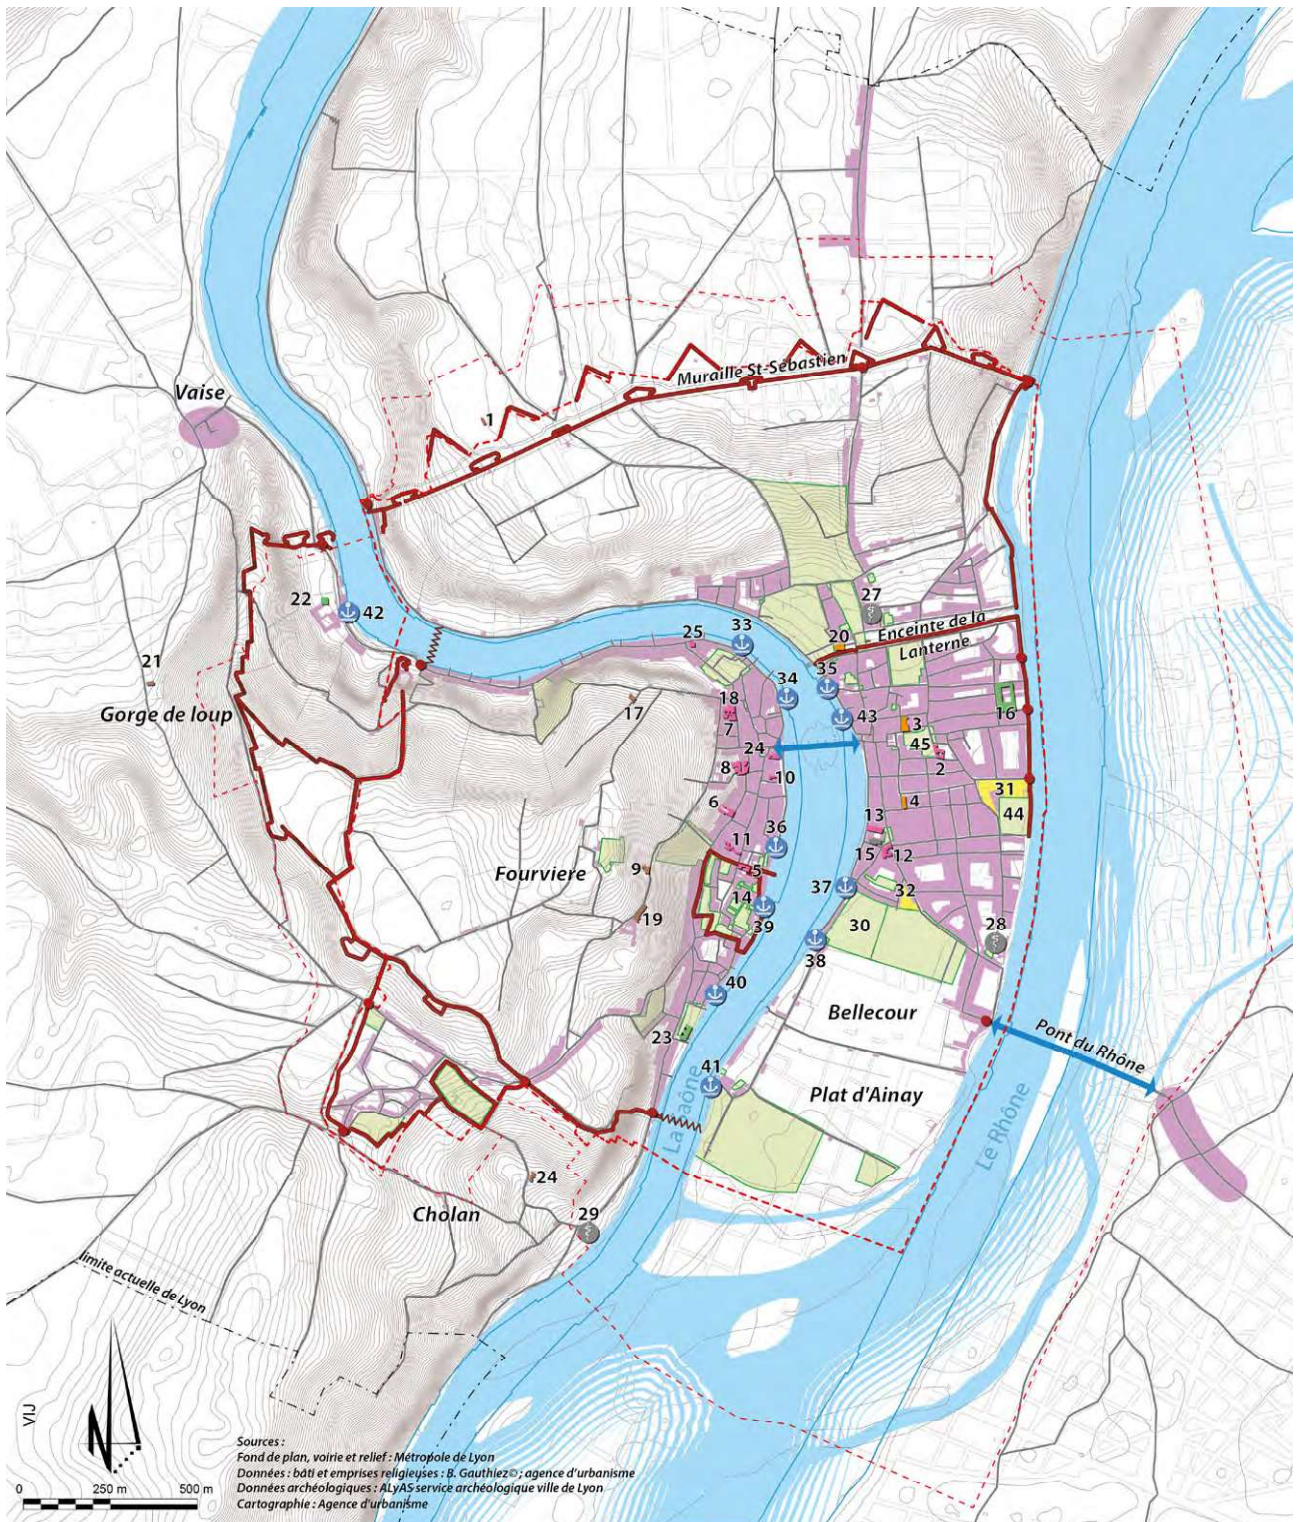 Muraille St-Sébastien
Vaise
1
27
22
42
33
20
Enceinte de la
Lanterne
25
21
34
35
Gorge de loup
18
17
7
43
16
3
24
45
2
8
10
31
6
4
44
13
36
11
15
12
Fourviere
9
5
37
32
14
19
39
30
28
38
40
Bellecour
23
Pont du Rhône
41
Plat d'Ainay
La Saône
Le Rhône
24
Cholan
29
limite actuelle de Lyon
VIJ
N
Sources :
Fond de plan, voirie et relief : Métropole de Lyon
Données : bâti et emprises religieuses : B. Gauthiez© ; agence d'urbanisme
Données archéologiques : ALyAS service archéologique ville de Lyon
Cartographie : Agence d'urbanisme
0 250 m 500 m